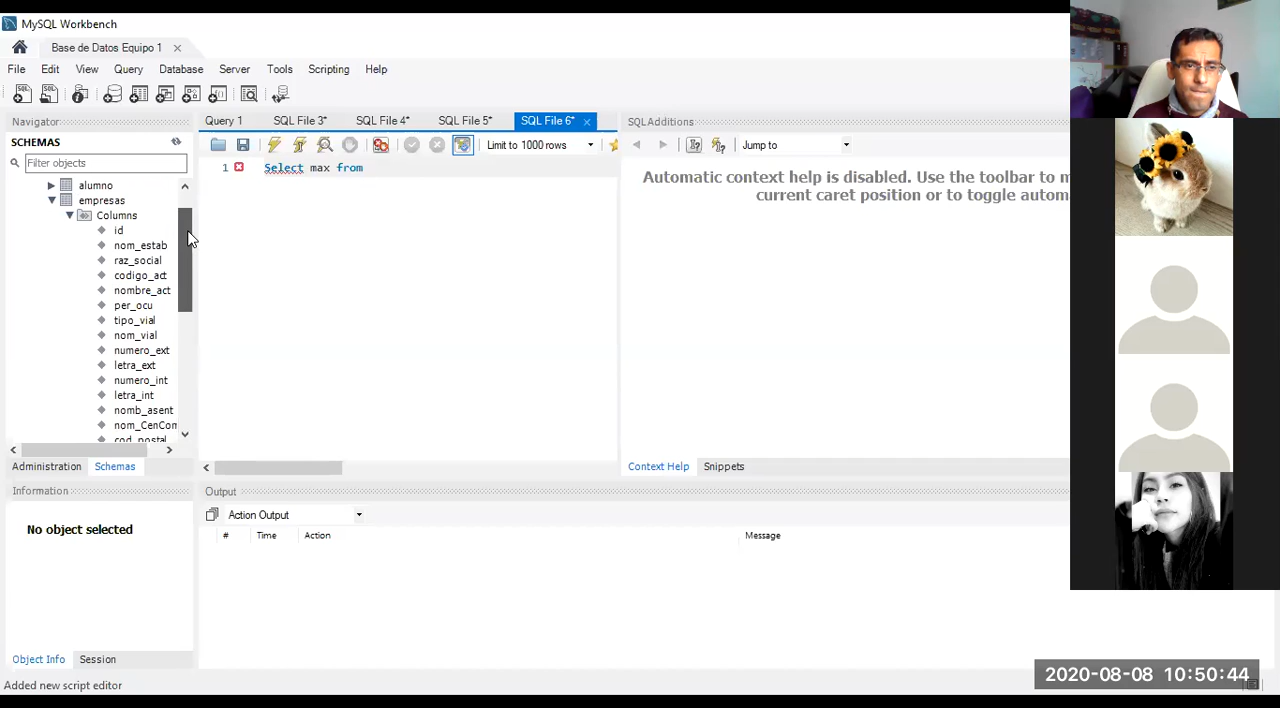 MySQL Workbench
Base de Datos Equipo 1
File Edit View Query Database Server Tools Scripting Help
Navigator
SCHEMAS
Filter objects
alumno
empresas
Columns
id
nom_estab
raz_social
codigo_act
nombre_act
per_ocu
tipo_vial
nom_vial
numero_ext
letra_ext
numero_int
letra_int
nomb_asent
nom_CenCom
cod_postal
Administration Schemas
Information
No object selected
Object Info Session
Added new script editor
Query 1 SQL File 3* SQL File 4* SQL File 5* SQL File 6*
Limit to 1000 rows
1 Select max from
SQLAdditions
Jump to
Automatic context help is disabled. Use the toolbar to m
current caret position or to toggle autom
Context Help Snippets
Output
Action Output
# Time Action Message
2020-08-08 10:50:44